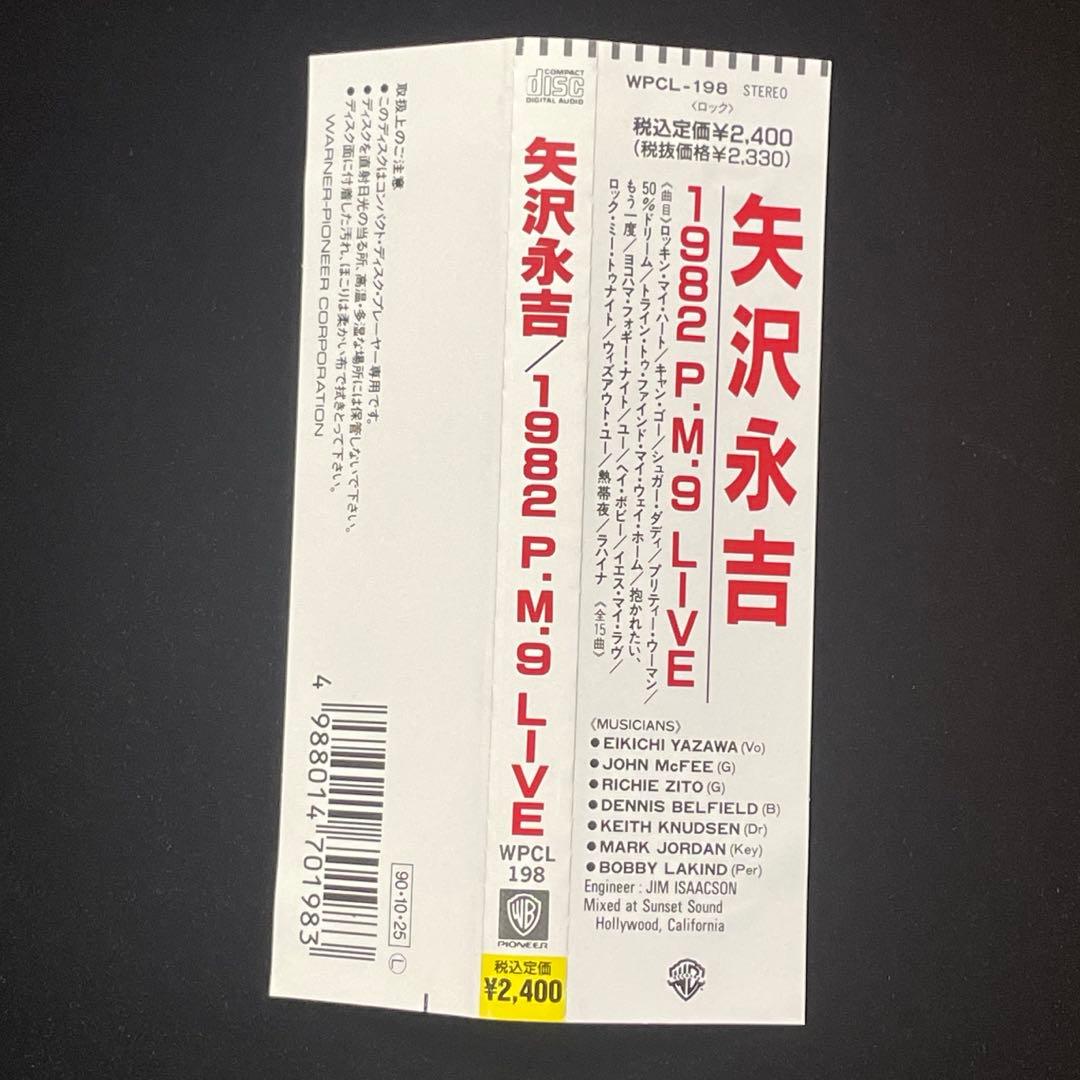 WPCL-198 STEREO
〈ロック〉
税込定価¥2,400
(税抜価格¥2,330)
矢沢永吉
1982 P.M.9 LIVE
《曲目》ロッキン・マイ・ハート/キャン・ゴー/シュガー・ダディ/プリティー・ウーマン/
50%ドリーム/トライン・トゥ・ファインド・マイ・ウェイ・ホーム/抱かれたい、
もう一度/ヨコハマ・フォギー・ナイト/ユー/ヘイ・ボビー/イエス・マイ・ラヴ/
ロック・ミー・トゥナイト/ウィズアウト・ユー/熱帯夜/ラハイナ 《全15曲》
〈MUSICIANS〉
●EIKICHI YAZAWA (Vo)
●JOHN McFEE (G)
●RICHIE ZITO (G)
●DENNIS BELFIELD (B)
●KEITH KNUDSEN (Dr)
●MARK JORDAN (Key)
●BOBBY LAKIND (Per)
Engineer : JIM ISAACSON
Mixed at Sunset Sound
Hollywood, California
COMPACT
disc
DIGITAL AUDIO
矢沢永吉/1982 P.M.9 LIVE
WPCL
198
WB
PIONEER
税込定価
¥2,400
取扱上のご注意
●このディスクはコンパクト・ディスク・プレーヤー専用です。
●ディスクを直射日光の当る所、高温・多湿な場所には保管しないで下さい。
●ディスク面に付着した汚れ、ほこりは柔かい布で拭きとって下さい。
WARNER-PIONEER CORPORATION
4 988014 701983
90・10・25 Ⓛ